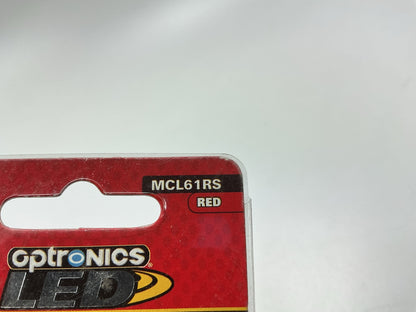 MCL61RS
RED
optronics®
LED